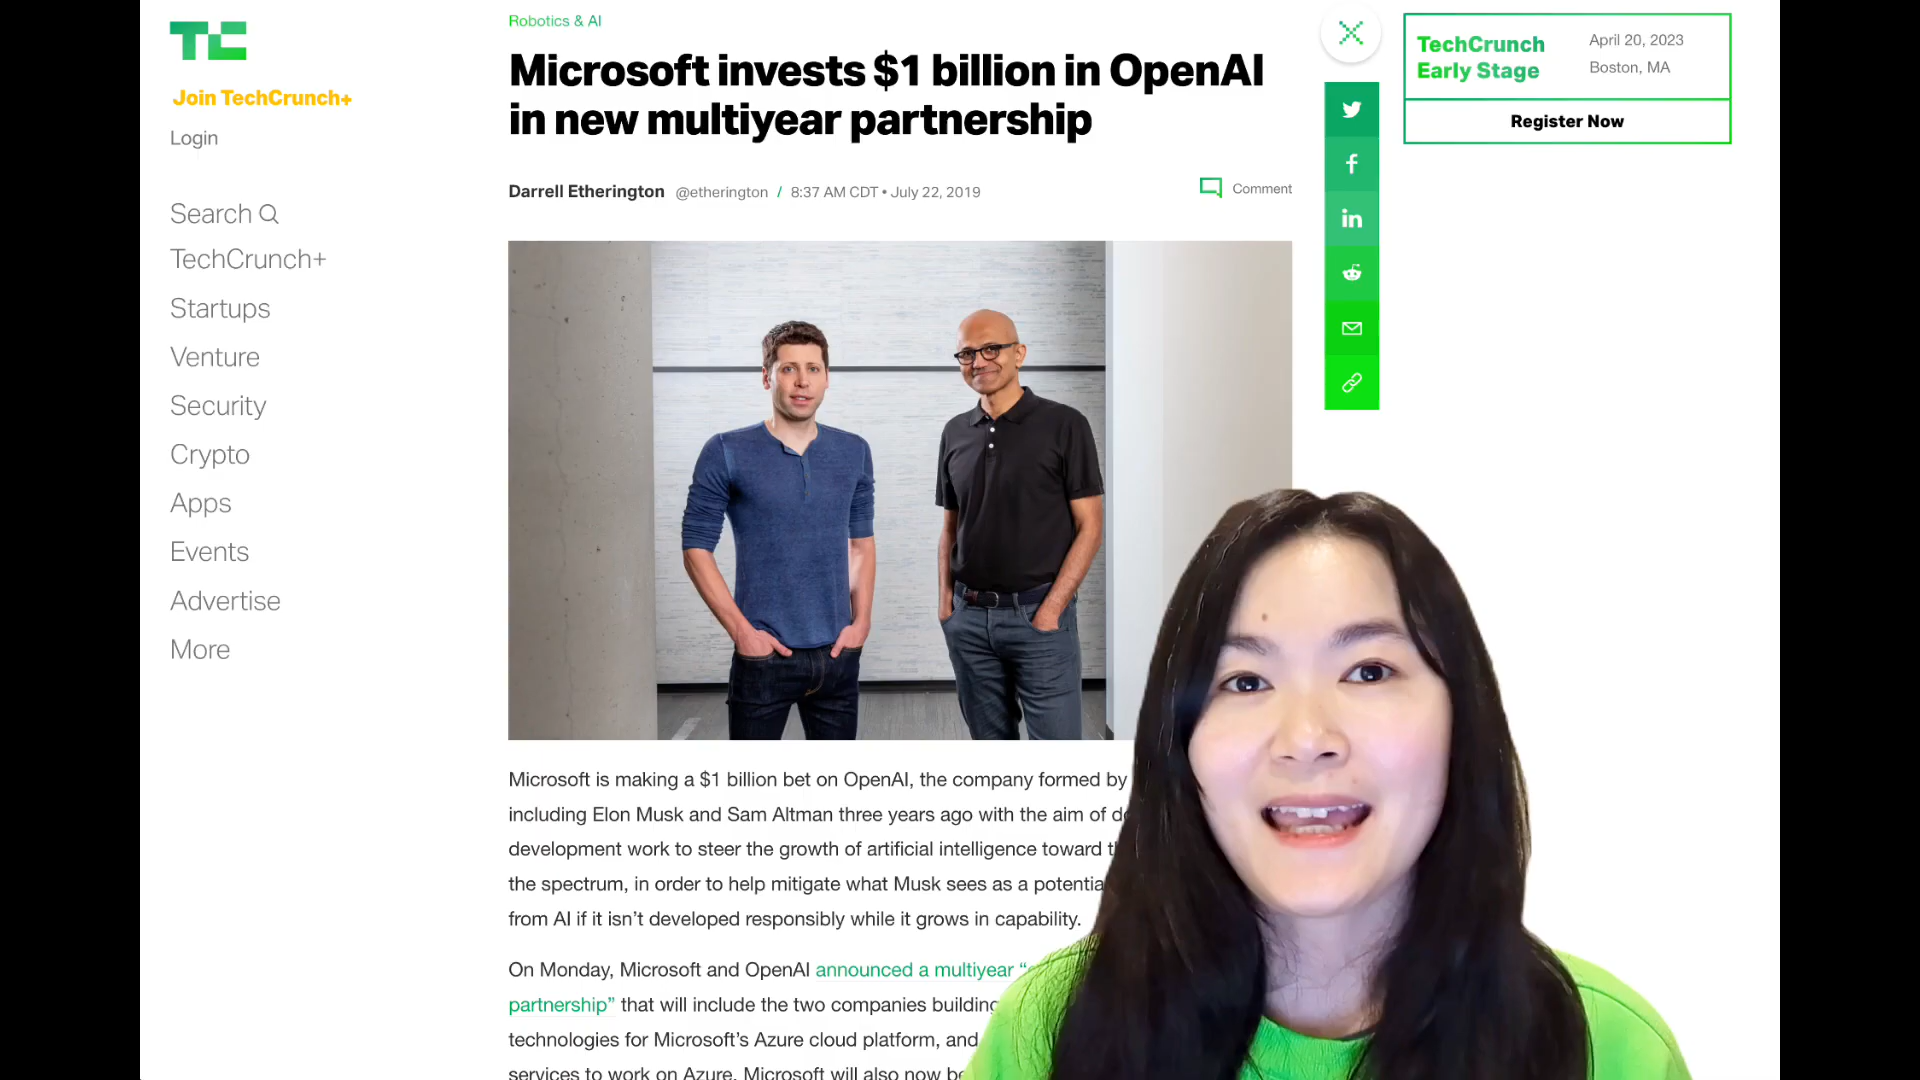 TC
Join TechCrunch+
Login
Search
TechCrunch+
Startups
Venture
Security
Crypto
Apps
Events
Advertise
More
Robotics & AI
Microsoft invests $1 billion in OpenAI
in new multiyear partnership
Darrell Etherington @etherington / 8:37 AM CDT • July 22, 2019
Comment
Microsoft is making a $1 billion bet on OpenAI, the company formed by
including Elon Musk and Sam Altman three years ago with the aim of
development work to steer the growth of artificial intelligence toward
the spectrum, in order to help mitigate what Musk sees as a
from AI if it isn’t developed responsibly while it grows in capability.
On Monday, Microsoft and OpenAI announced a multiyear
partnership” that will include the two companies building
technologies for Microsoft’s Azure cloud platform, and
services to work on Azure. Microsoft will also now
TechCrunch
Early Stage
April 20, 2023
Boston, MA
Register Now